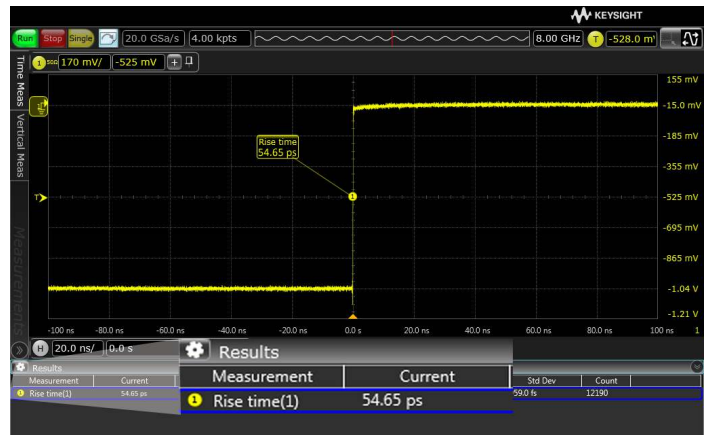 KEYSIGHT
Run Stop Single 20.0 GSa/s 4.00 kpts 8.00 GHz T -528.0 m
1 50Ω 170 mV/ -525 mV +
Time Meas
Vertical Meas
Measurements
155 mV
-15.0 mV
-185 mV
-355 mV
-525 mV
-695 mV
-865 mV
-1.04 V
-1.21 V
Rise time
54.65 ps
T
1
-100 ns -80.0 ns -60.0 ns -40.0 ns -20.0 ns 0.0 s 20.0 ns 40.0 ns 60.0 ns 80.0 ns 100 ns 1
H 20.0 ns/ 0.0 s
Results
Measurement Current Std Dev Count
1 Rise time(1) 54.65 ps 59.0 fs 12190
Results
Measurement Current
1 Rise time(1) 54.65 ps